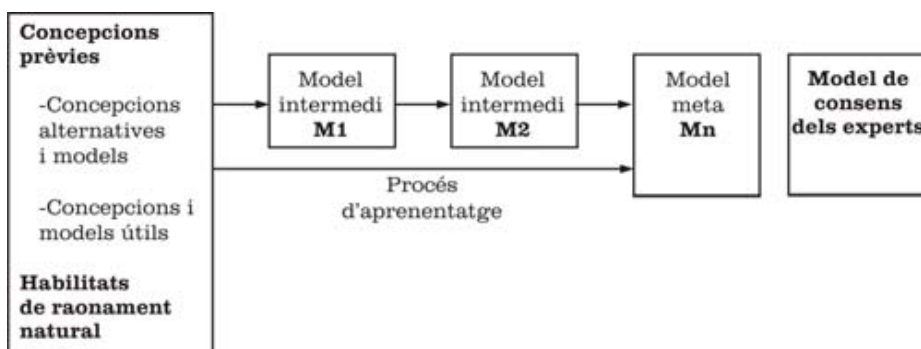 Concepcions
prèvies
-Concepcions
alternatives
i models
-Concepcions i
models útils
Habilitats
de raonament
natural
Model
intermedi
M1
Model
intermedi
M2
Model
meta
Mn
Model de
consens
dels experts
Procés
d'aprenentatge